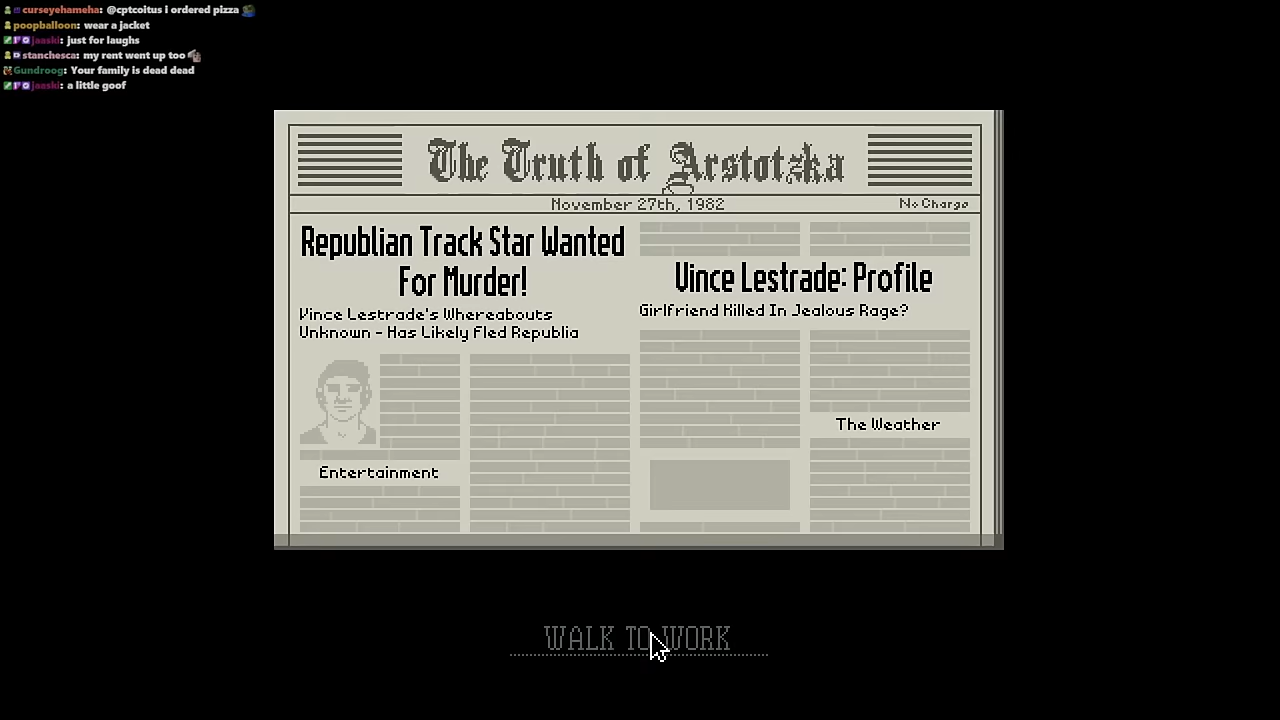 curseyehameha: @cptcoitus i ordered pizza
poopballoon: wear a jacket
jaaski: just for laughs
stanchesca: my rent went up too
Gundroog: Your family is dead dead
jaaski: a little goof
The Truth of Arstotzka
November 27th, 1982
No Charge
Republian Track Star Wanted
For Murder!
Vince Lestrade's Whereabouts
Unknown - Has Likely Fled Republia
Entertainment
Vince Lestrade: Profile
Girlfriend Killed In Jealous Rage?
The Weather
WALK TO WORK